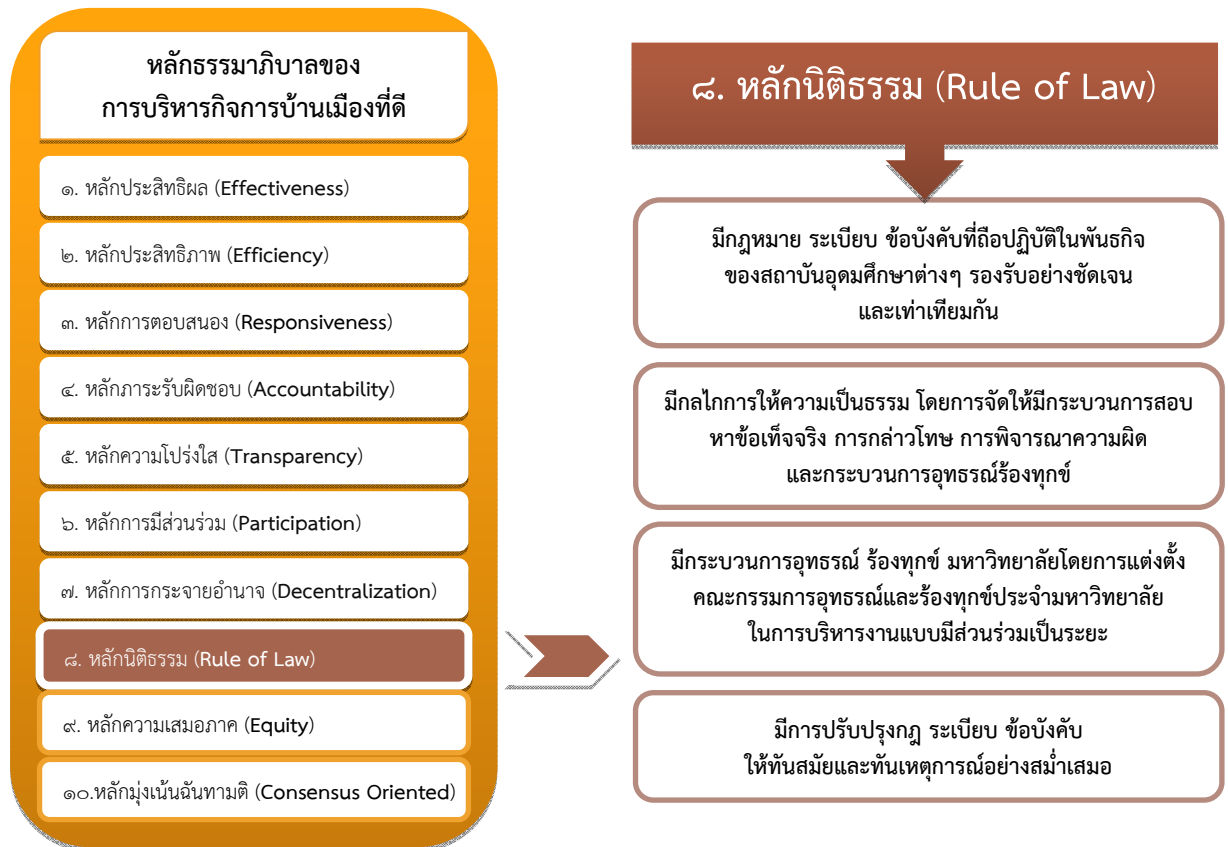 หลักธรรมาภิบาลของ
การบริหารกิจการบ้านเมืองที่ดี
๑. หลักประสิทธิผล (Effectiveness)
๒. หลักประสิทธิภาพ (Efficiency)
๓. หลักการตอบสนอง (Responsiveness)
๔. หลักภาระรับผิดชอบ (Accountability)
๕. หลักความโปร่งใส (Transparency)
๖. หลักการมีส่วนร่วม (Participation)
๗. หลักการกระจายอำนาจ (Decentralization)
๘. หลักนิติธรรม (Rule of Law)
๙. หลักความเสมอภาค (Equity)
๑๐.หลักมุ่งเน้นฉันทามติ (Consensus Oriented)
๘. หลักนิติธรรม (Rule of Law)
มีกฎหมาย ระเบียบ ข้อบังคับที่ถือปฏิบัติในพันธกิจ
ของสถาบันอุดมศึกษาต่างๆ รองรับอย่างชัดเจน
และเท่าเทียมกัน
มีกลไกการให้ความเป็นธรรม โดยการจัดให้มีกระบวนการสอบ
หาข้อเท็จจริง การกล่าวโทษ การพิจารณาความผิด
และกระบวนการอุทธรณ์ร้องทุกข์
มีกระบวนการอุทธรณ์ ร้องทุกข์ มหาวิทยาลัยโดยการแต่งตั้ง
คณะกรรมการอุทธรณ์และร้องทุกข์ประจำมหาวิทยาลัย
ในการบริหารงานแบบมีส่วนร่วมเป็นระยะ
มีการปรับปรุงกฎ ระเบียบ ข้อบังคับ
ให้ทันสมัยและทันเหตุการณ์อย่างสม่ำเสมอ